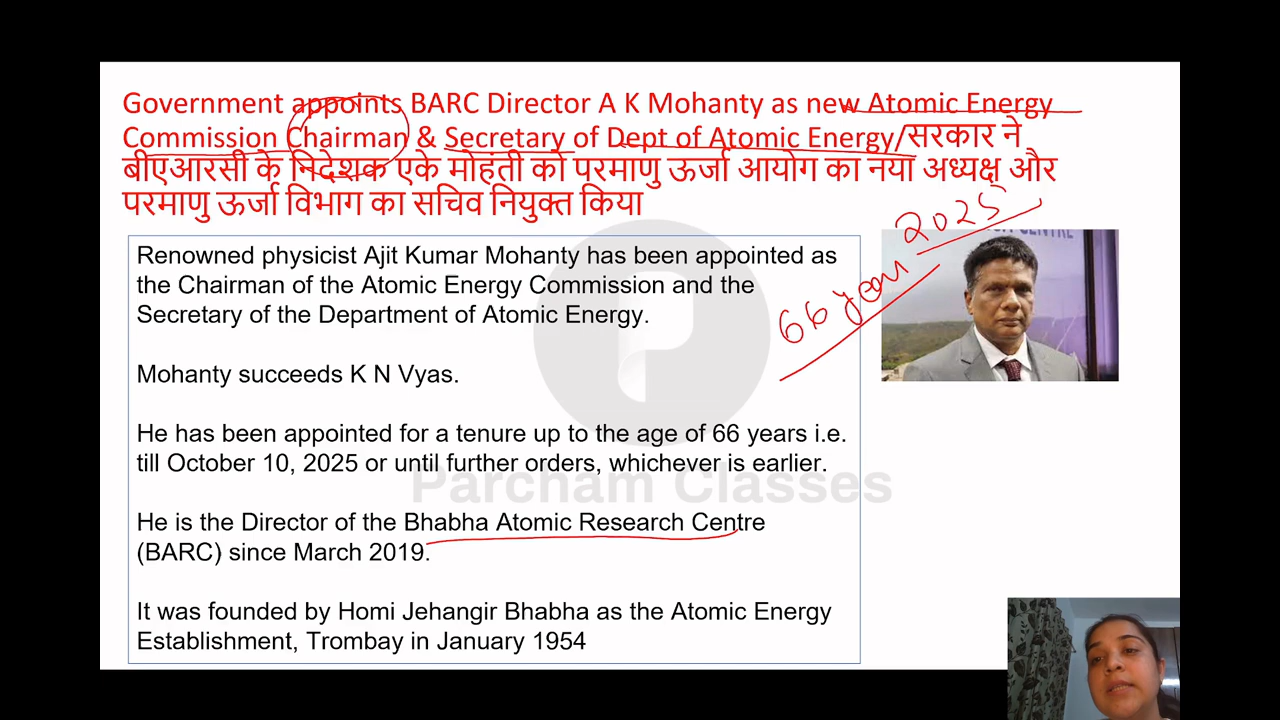 Government appoints BARC Director A K Mohanty as new Atomic Energy
Commission Chairman & Secretary of Dept of Atomic Energy/सरकार ने
बीएआरसी के निदेशक एके मोहंती को परमाणु ऊर्जा आयोग का नया अध्यक्ष और
परमाणु ऊर्जा विभाग का सचिव नियुक्त किया
Renowned physicist Ajit Kumar Mohanty has been appointed as
the Chairman of the Atomic Energy Commission and the
Secretary of the Department of Atomic Energy.
Mohanty succeeds K N Vyas.
He has been appointed for a tenure up to the age of 66 years i.e.
till October 10, 2025 or until further orders, whichever is earlier.
He is the Director of the Bhabha Atomic Research Centre
(BARC) since March 2019.
It was founded by Homi Jehangir Bhabha as the Atomic Energy
Establishment, Trombay in January 1954
66 year 2025
CENTRE
Parcham Classes